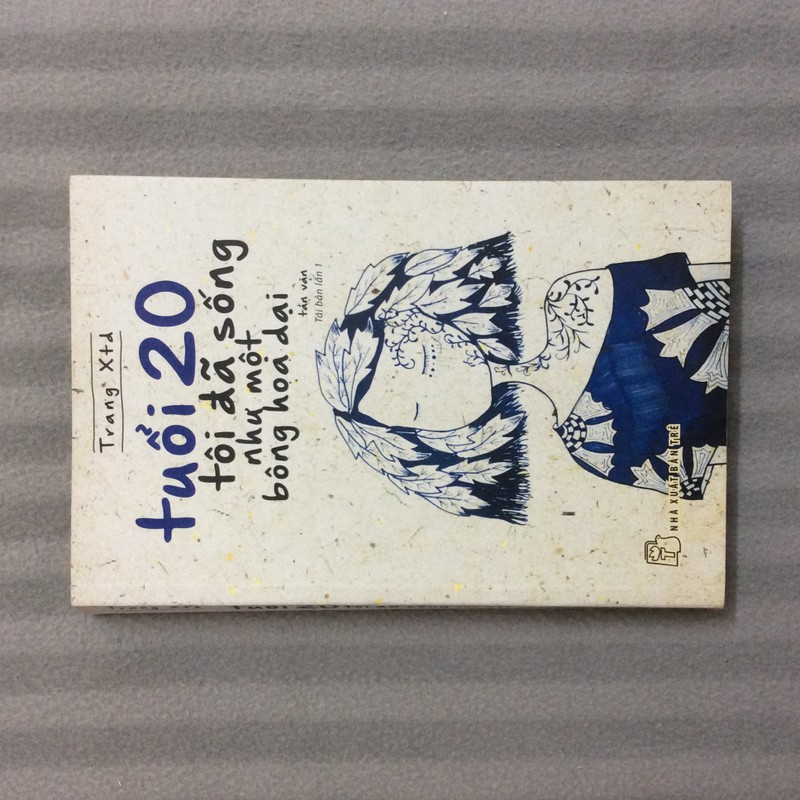 Trang Xtd
tuổi 20
tôi đã sống
như một
bông hoa dại
tản văn
Tái bản lần 1
NHÀ XUẤT BẢN TRẺ